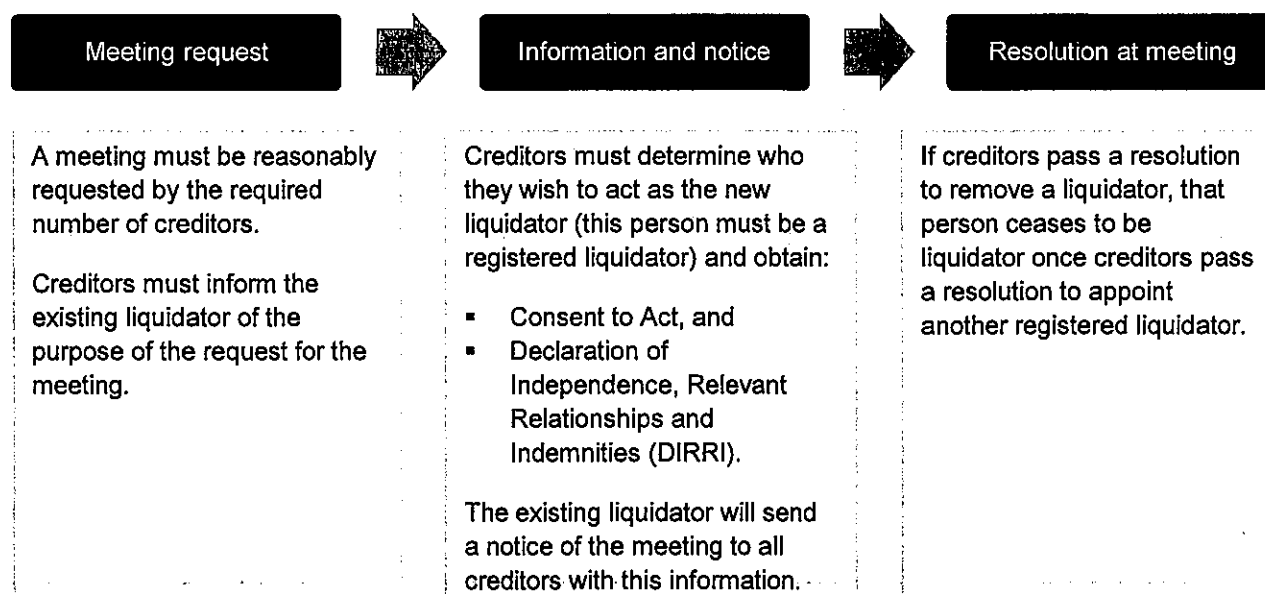 Meeting request
A meeting must be reasonably
requested by the required
number of creditors.
Creditors must inform the
existing liquidator of the
purpose of the request for the
meeting.
Information and notice
Creditors must determine who
they wish to act as the new
liquidator (this person must be a
registered liquidator) and obtain:
▪ Consent to Act, and
▪ Declaration of
Independence, Relevant
Relationships and
Indemnities (DIRRI).
The existing liquidator will send
a notice of the meeting to all
creditors with this information.
Resolution at meeting
If creditors pass a resolution
to remove a liquidator, that
person ceases to be
liquidator once creditors pass
a resolution to appoint
another registered liquidator.